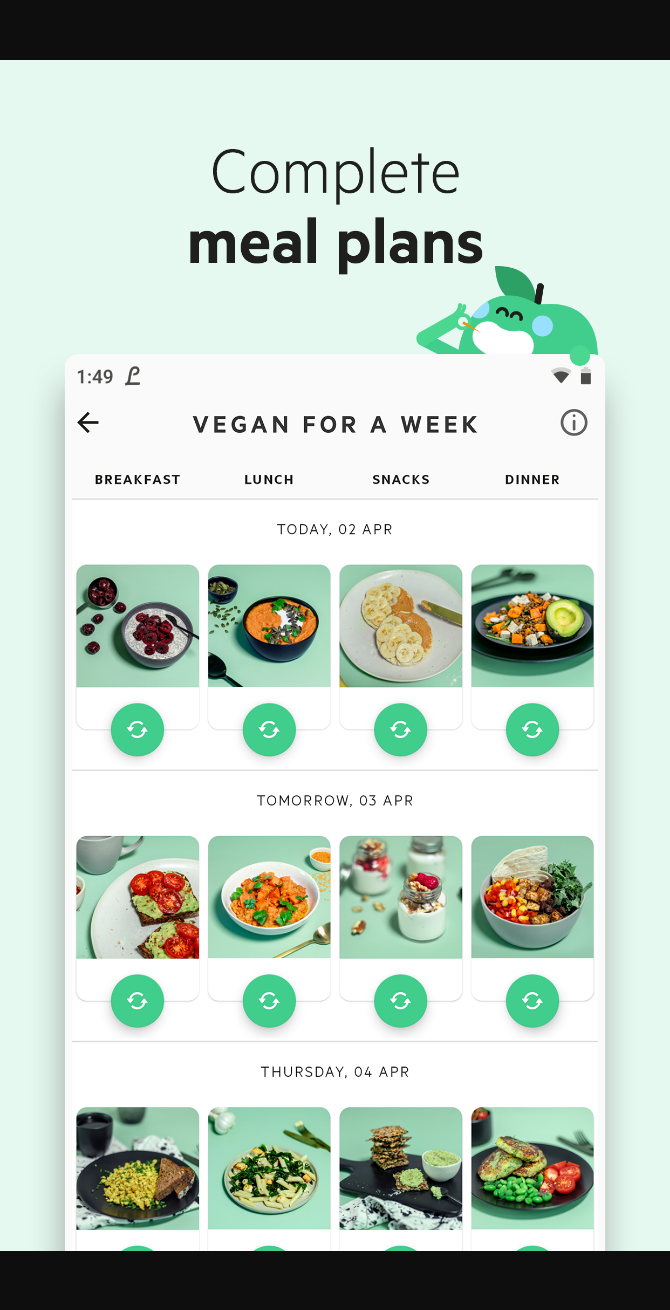 Complete
meal plans
1:49
VEGAN FOR A WEEK
BREAKFAST LUNCH SNACKS DINNER
TODAY, 02 APR
TOMORROW, 03 APR
THURSDAY, 04 APR